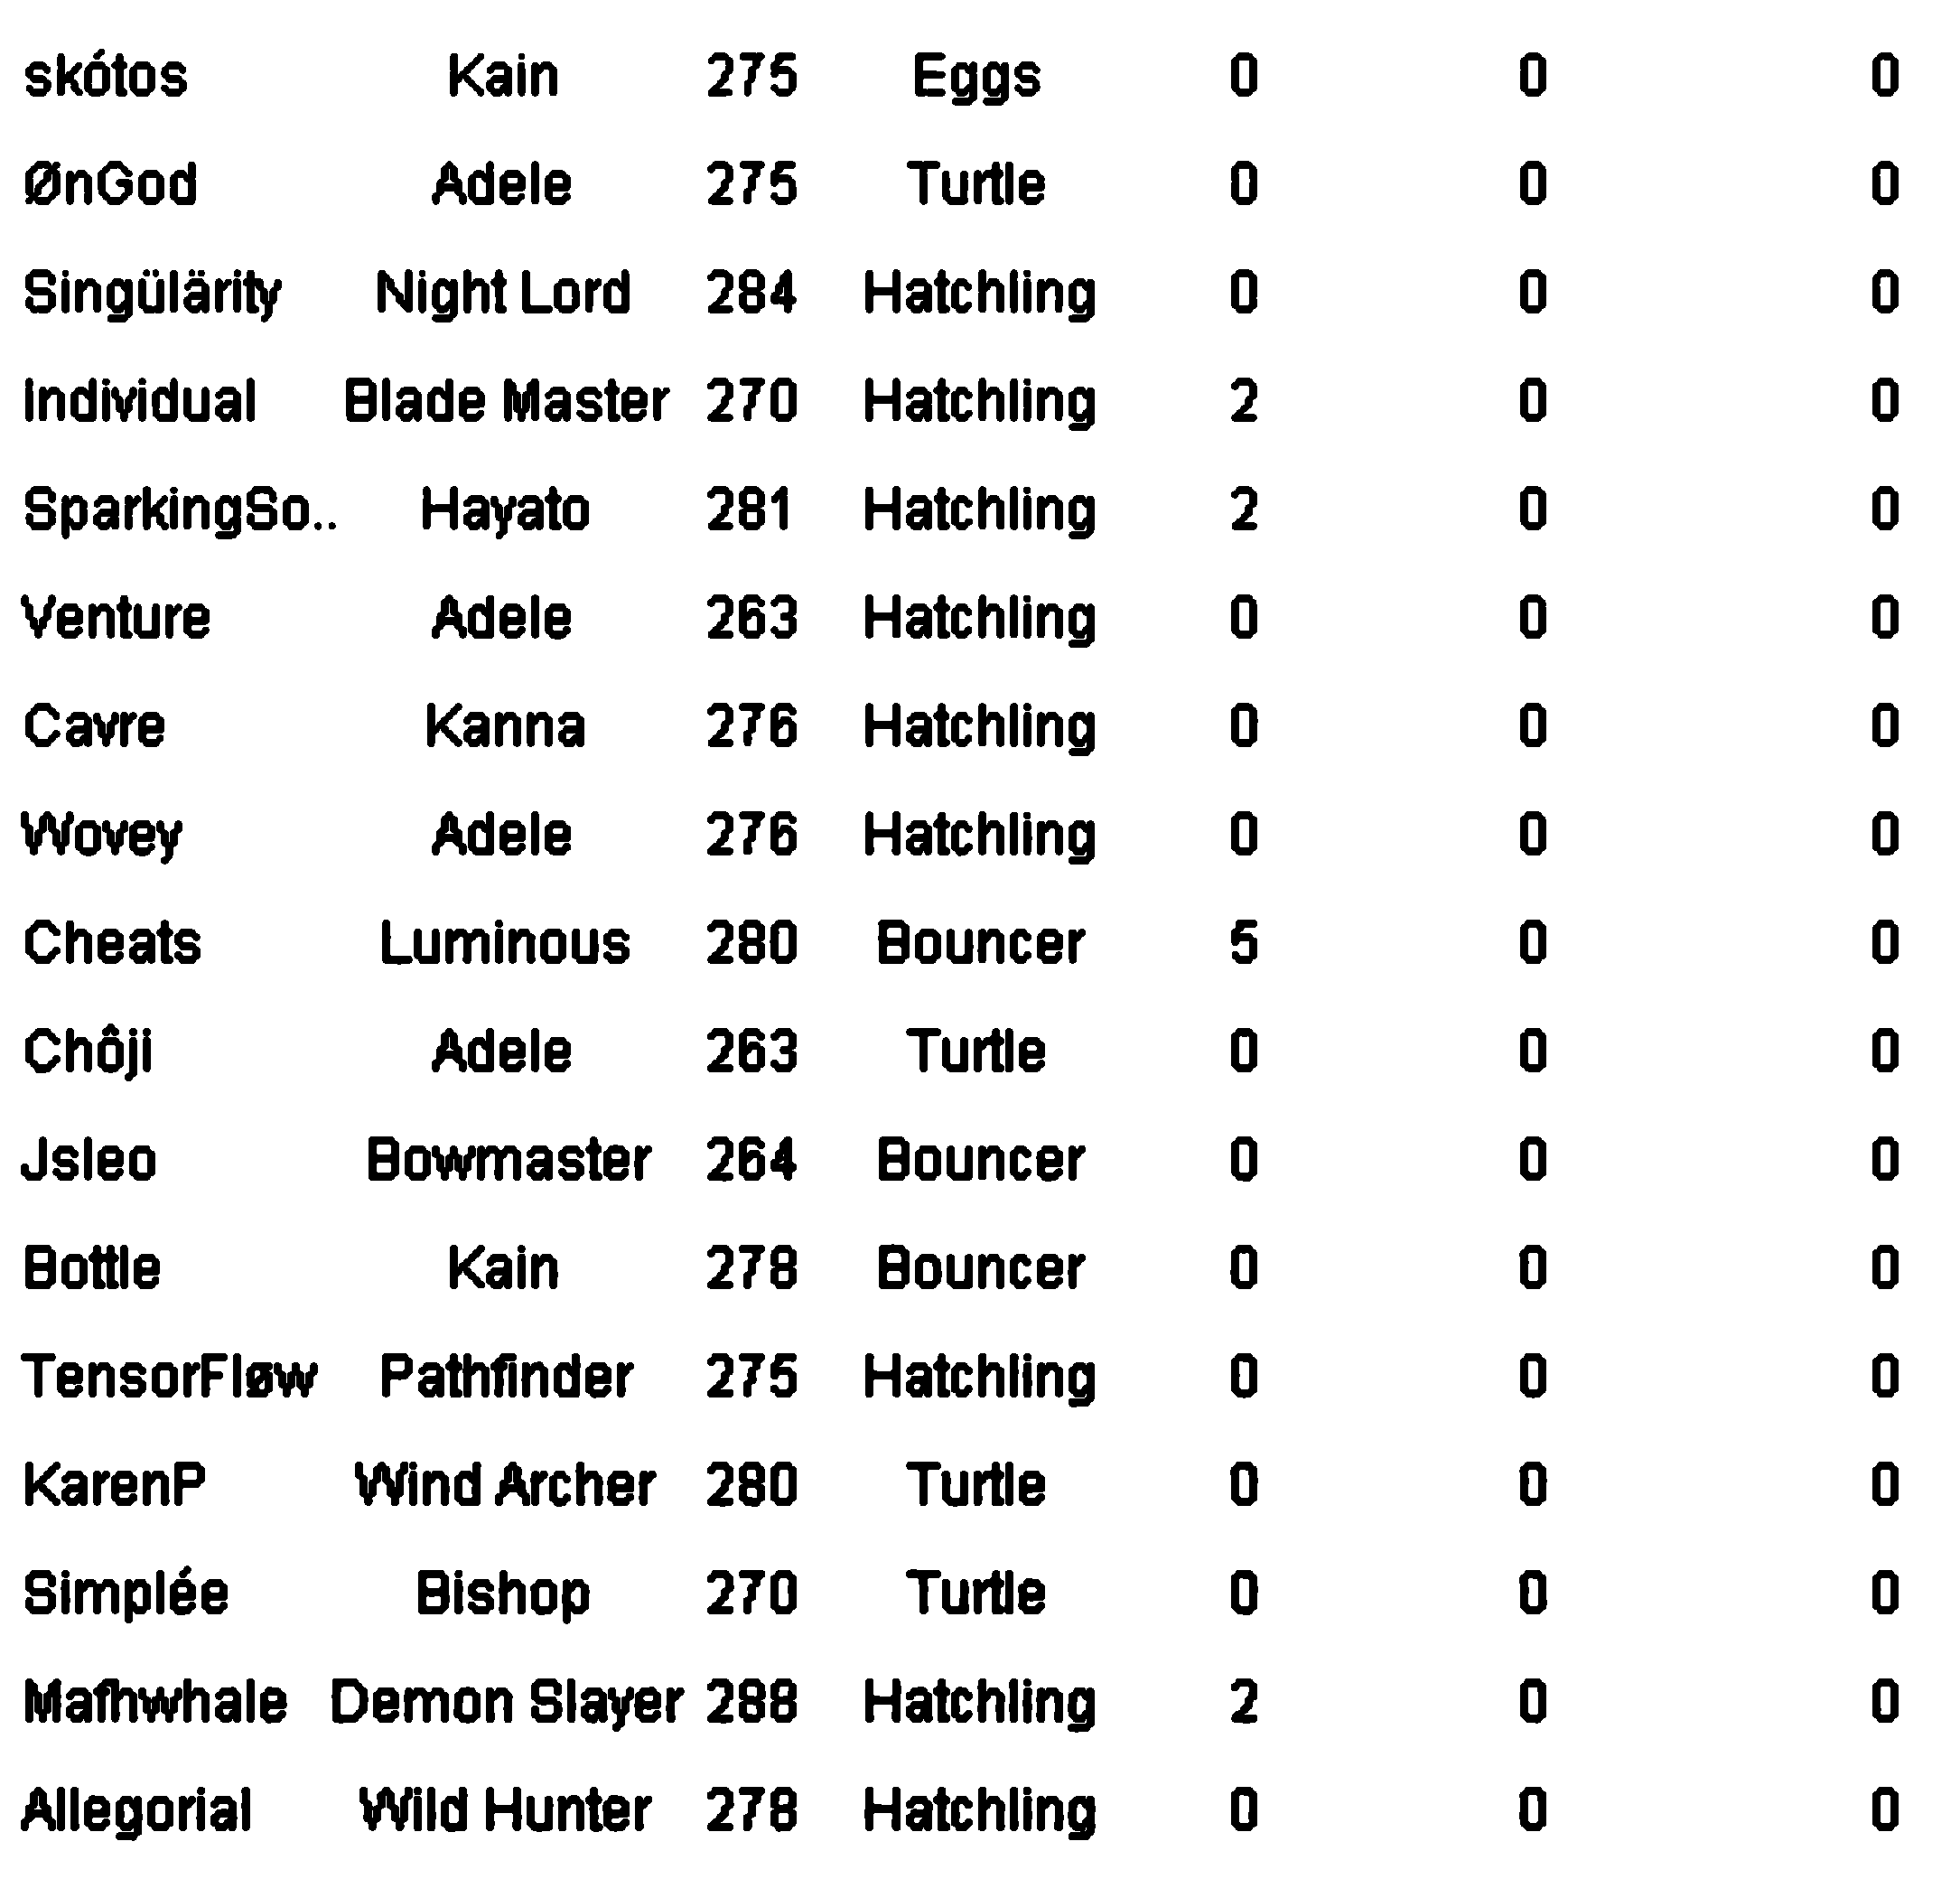 skótos Kain 275 Eggs 0 0 0
ØnGod Adele 275 Turtle 0 0 0
Singülärity Night Lord 284 Hatchling 0 0 0
individual Blade Master 270 Hatchling 2 0 0
SparkingSo.. Hayato 281 Hatchling 2 0 0
Venture Adele 263 Hatchling 0 0 0
Cavre Kanna 276 Hatchling 0 0 0
Wovey Adele 276 Hatchling 0 0 0
Cheats Luminous 280 Bouncer 5 0 0
Chôji Adele 263 Turtle 0 0 0
Jsleo Bowmaster 264 Bouncer 0 0 0
Bottle Kain 278 Bouncer 0 0 0
TensorFløw Pathfinder 275 Hatchling 0 0 0
KarenP Wind Archer 280 Turtle 0 0 0
Simplée Bishop 270 Turtle 0 0 0
Mafhwhale Demon Slayer 288 Hatchling 2 0 0
Allegorial Wild Hunter 278 Hatchling 0 0 0